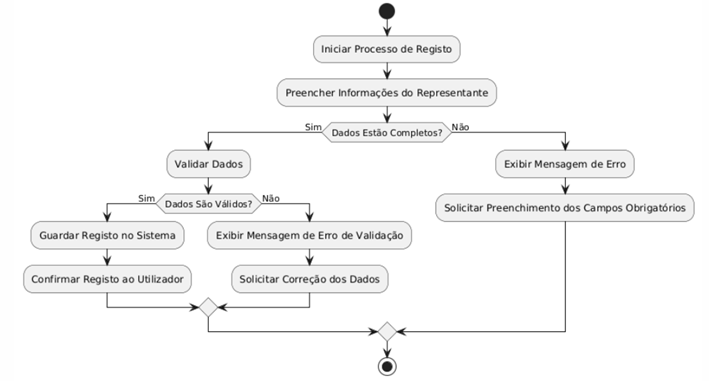 Iniciar Processo de Registo
Preencher Informações do Representante
Sim
Dados Estão Completos?
Não
Validar Dados
Exibir Mensagem de Erro
Sim
Dados São Válidos?
Não
Solicitar Preenchimento dos Campos Obrigatórios
Guardar Registo no Sistema
Exibir Mensagem de Erro de Validação
Confirmar Registo ao Utilizador
Solicitar Correção dos Dados